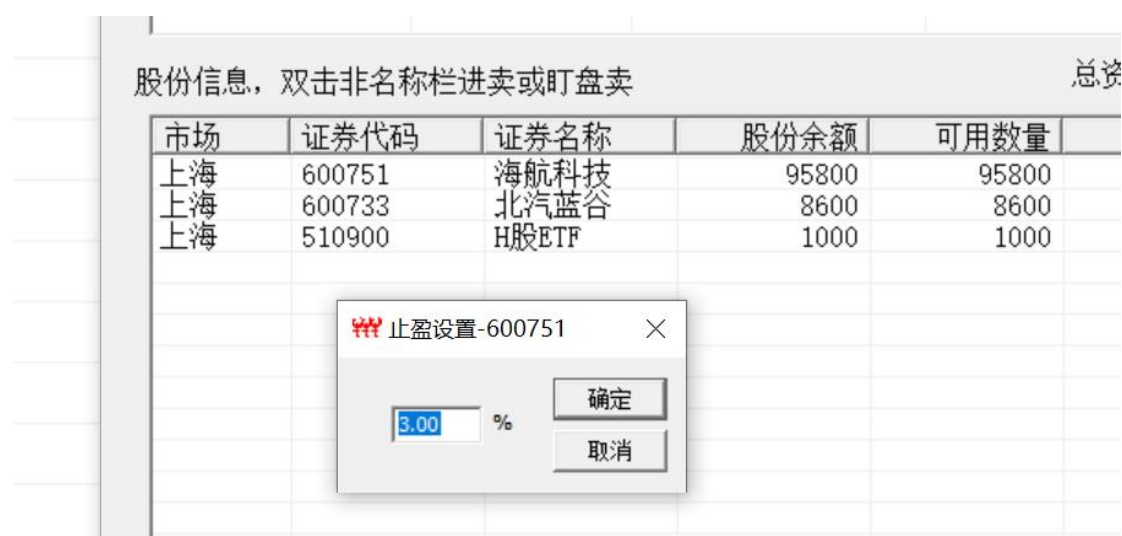 股份信息，双击非名称栏进卖或盯盘卖
总资
市场 证券代码 证券名称 股份余额 可用数量
上海 600751 海航科技 95800 95800
上海 600733 北汽蓝谷 8600 8600
上海 510900 H股ETF 1000 1000
止盈设置-600751
确定
3.00 %
取消